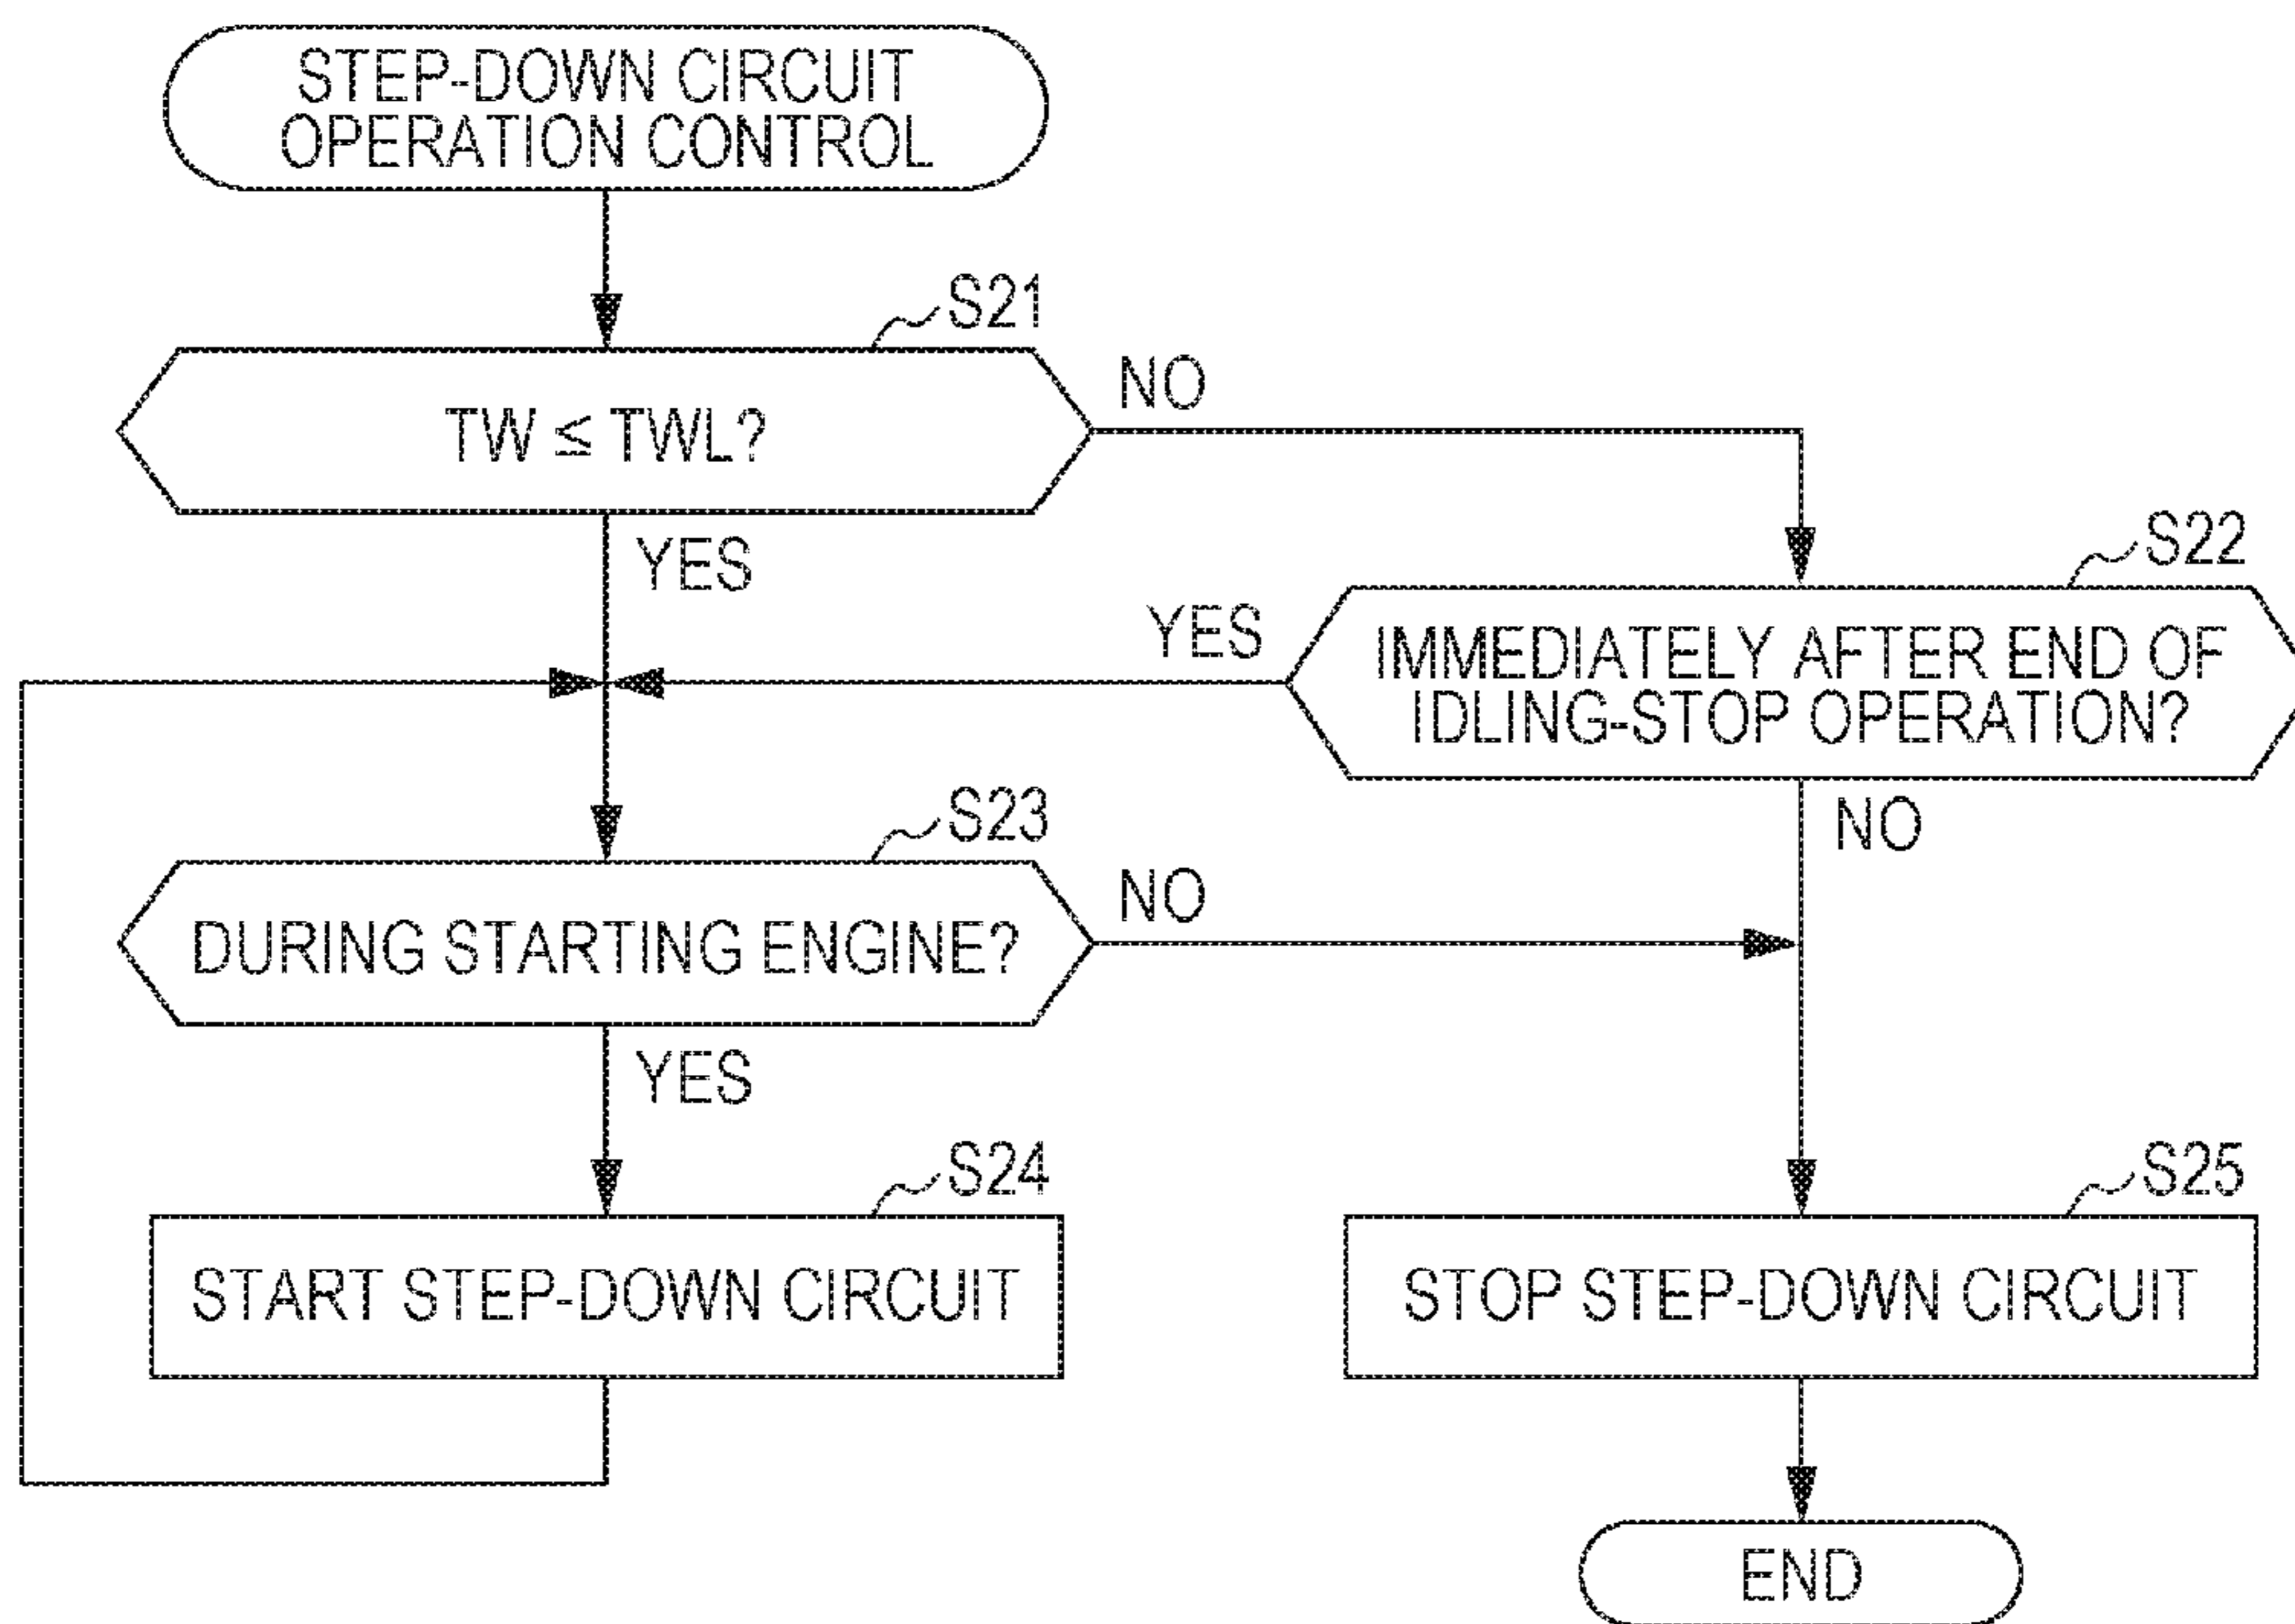 STEP-DOWN CIRCUIT
OPERATION CONTROL
S21
TW ≤ TWL?
NO
YES
S22
IMMEDIATELY AFTER END OF
IDLING-STOP OPERATION?
YES
NO
S23
DURING STARTING ENGINE?
NO
YES
S24
START STEP-DOWN CIRCUIT
S25
STOP STEP-DOWN CIRCUIT
END